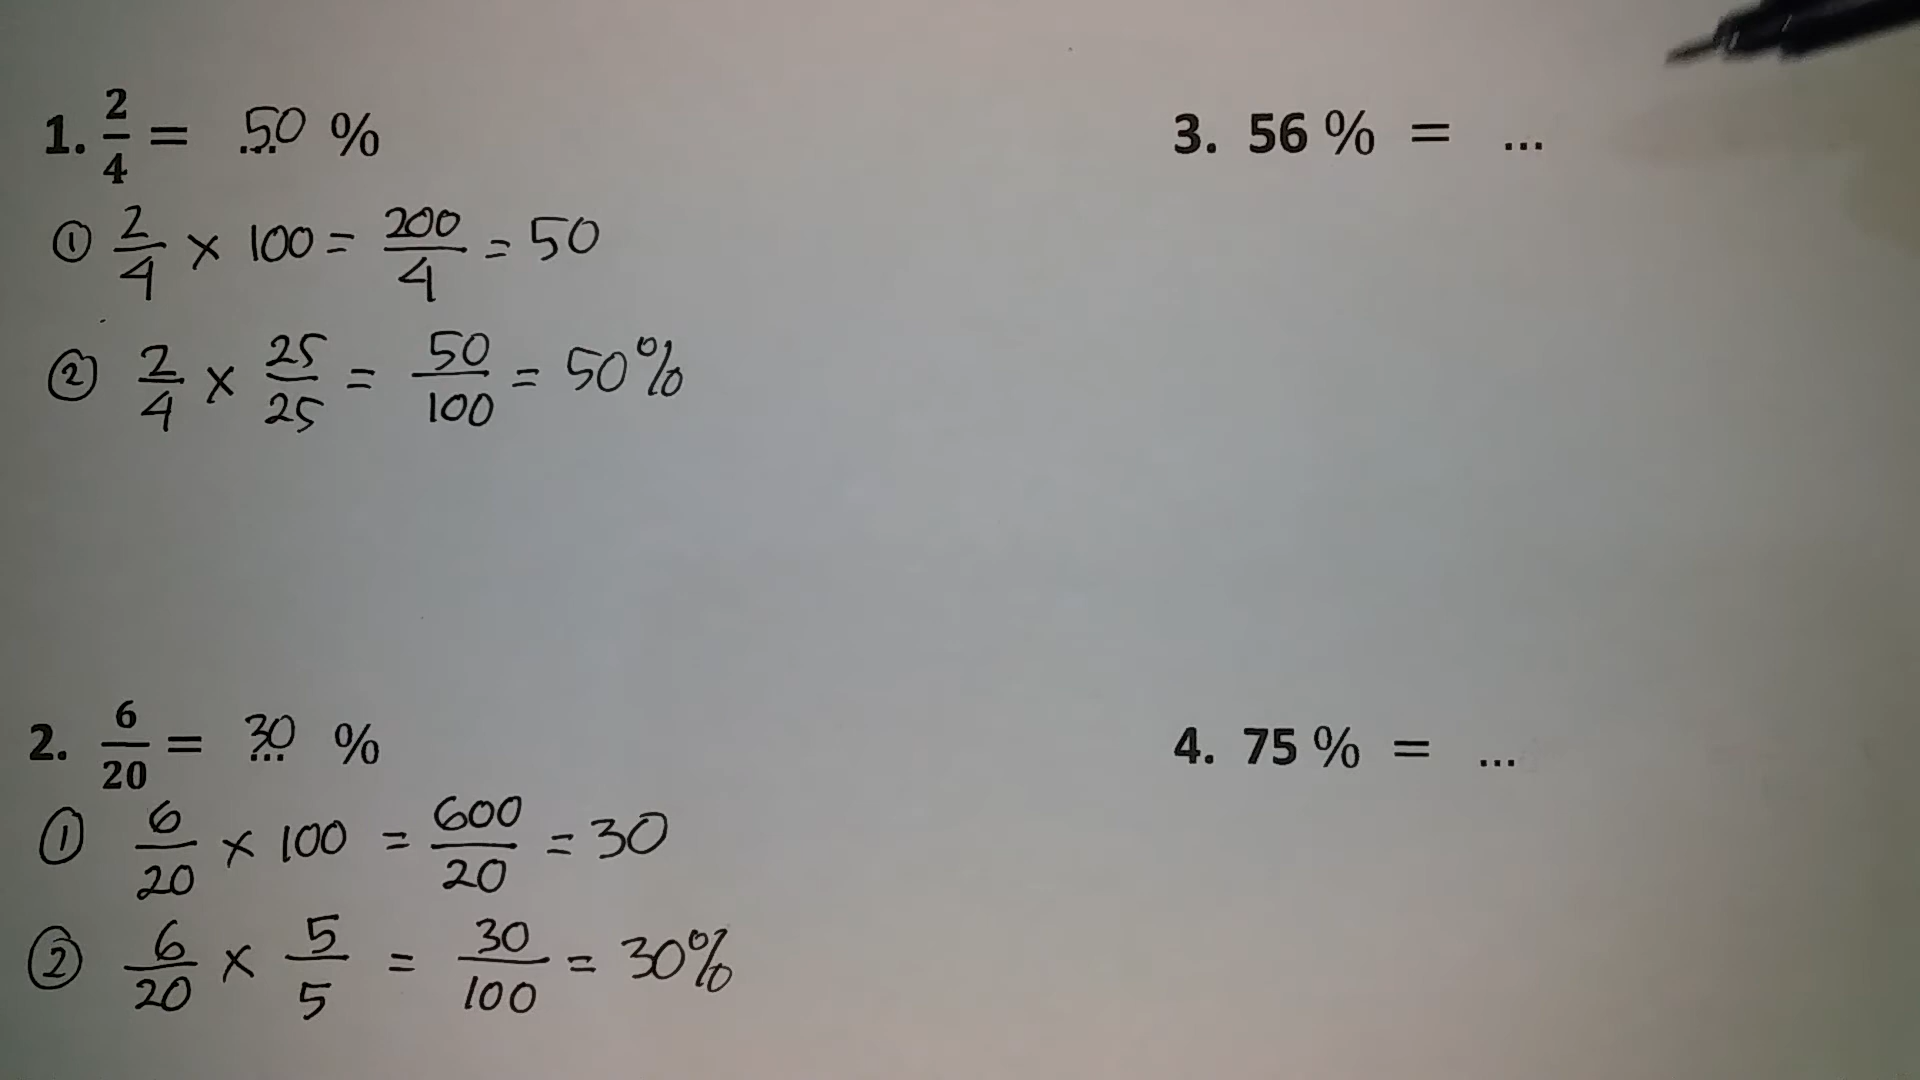 1. 2/4 = 50 %
① 2/4 × 100 = 200/4 = 50
② 2/4 × 25/25 = 50/100 = 50%
2. 6/20 = 30 %
① 6/20 × 100 = 600/20 = 30
② 6/20 × 5/5 = 30/100 = 30%
3. 56 % = ...
4. 75 % = ...